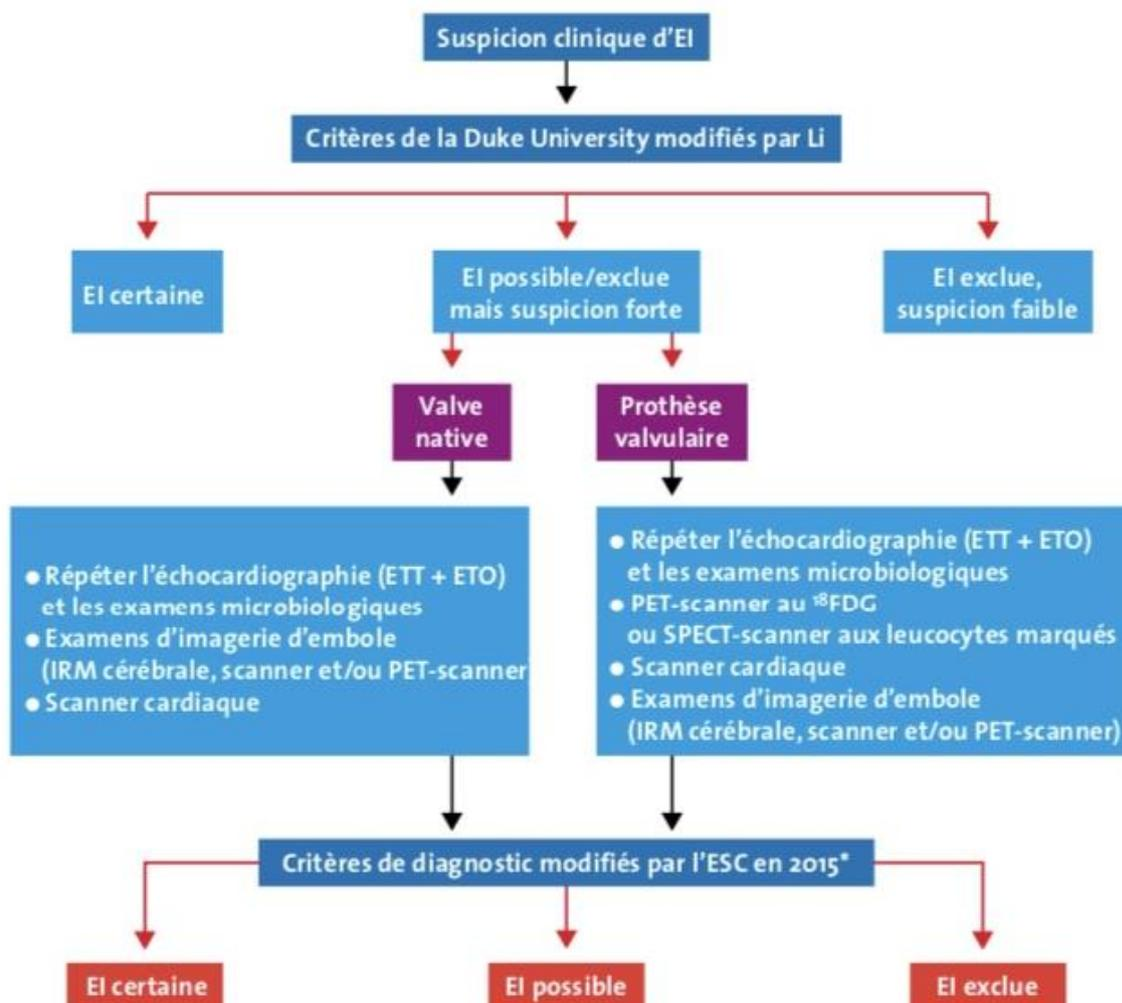 Suspicion clinique d'EI
Critères de la Duke University modifiés par Li
EI certaine
EI possible/exclue
mais suspicion forte
EI exclue,
suspicion faible
Valve
native
Prothèse
valvulaire
● Répéter l'échocardiographie (ETT + ETO)
et les examens microbiologiques
● Examens d'imagerie d'embole
(IRM cérébrale, scanner et/ou PET-scanner
● Scanner cardiaque
● Répéter l'échocardiographie (ETT + ETO)
et les examens microbiologiques
● PET-scanner au ¹⁸FDG
ou SPECT-scanner aux leucocytes marqués
● Scanner cardiaque
● Examens d'imagerie d'embole
(IRM cérébrale, scanner et/ou PET-scanner)
Critères de diagnostic modifiés par l'ESC en 2015*
EI certaine
EI possible
EI exclue